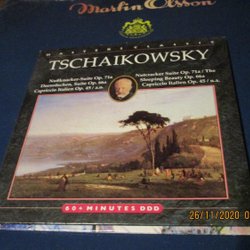 Martin Olsson
TSCHAIKOWSKY
Nußknacker-Suite Op. 71a
Dornröschen, Suite Op. 66a
Capriccio Italien Op. 45 / a.o.
Nutcracker Suite Op. 71a / The
Sleeping Beauty Op. 66a
Capriccio Italien Op. 45 / u.a.
60+ MINUTES DDD
26/11/2020